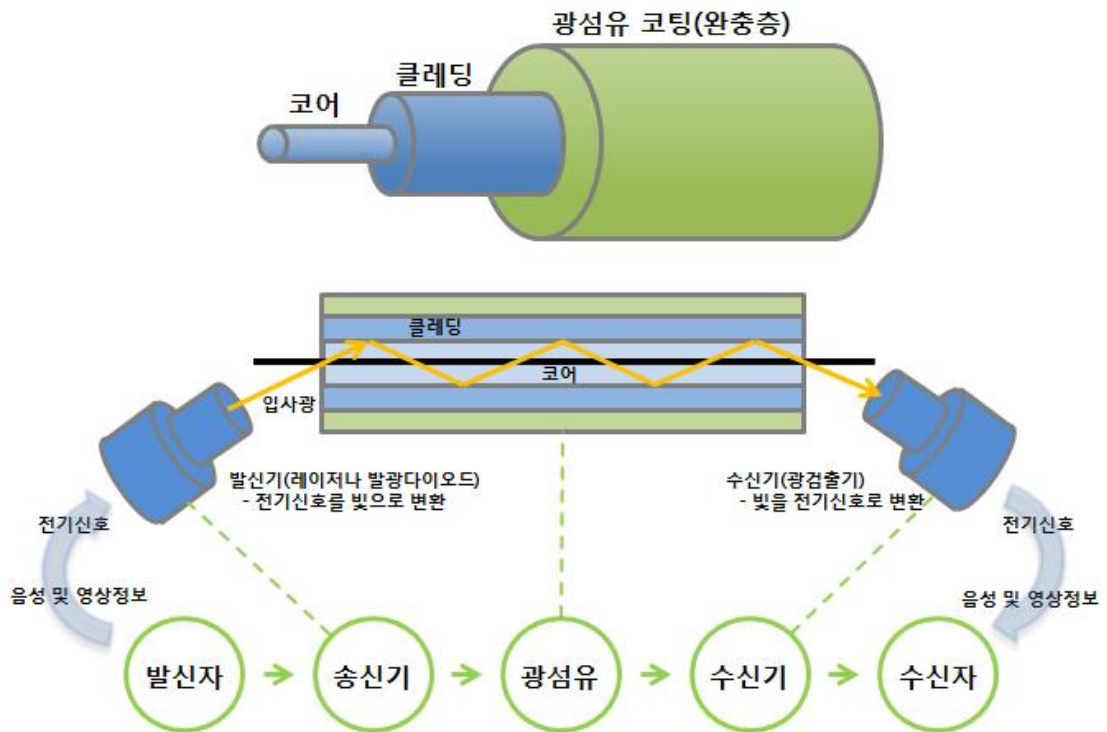 광섬유 코팅(완충층)
클레딩
코어
클레딩
코어
입사광
발신기(레이저나 발광다이오드)
- 전기신호를 빛으로 변환
수신기(광검출기)
- 빛을 전기신호로 변환
전기신호
음성 및 영상정보
전기신호
음성 및 영상정보
발신자
송신기
광섬유
수신기
수신자